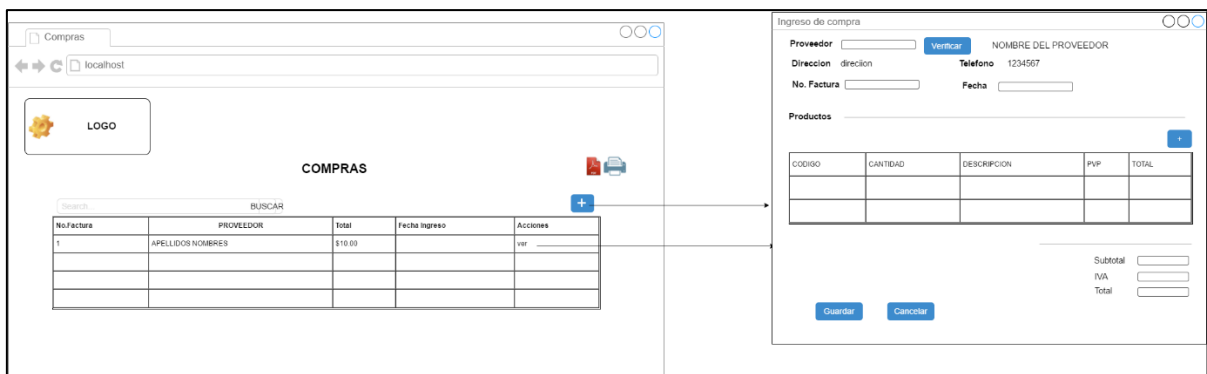 Compras
localhost
LOGO
COMPRAS
Search... BUSCAR
+
No.Factura PROVEEDOR Total Fecha Ingreso Acciones
1 APELLIDOS NOMBRES $10.00 ver
Ingreso de compra
Proveedor Verificar NOMBRE DEL PROVEEDOR
Direccion direciion Telefono 1234567
No. Factura Fecha
Productos
+
CODIGO CANTIDAD DESCRIPCION PVP TOTAL
Subtotal
IVA
Total
Guardar Cancelar